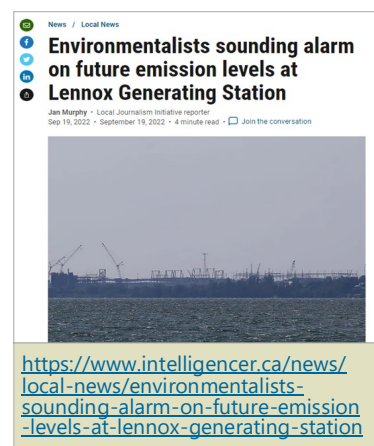 News / Local News
Environmentalists sounding alarm
on future emission levels at
Lennox Generating Station
Jan Murphy • Local Journalism Initiative reporter
Sep 19, 2022 • September 19, 2022 • 4 minute read • Join the conversation
https://www.intelligencer.ca/news/
local-news/environmentalists-
sounding-alarm-on-future-emission
-levels-at-lennox-generating-station